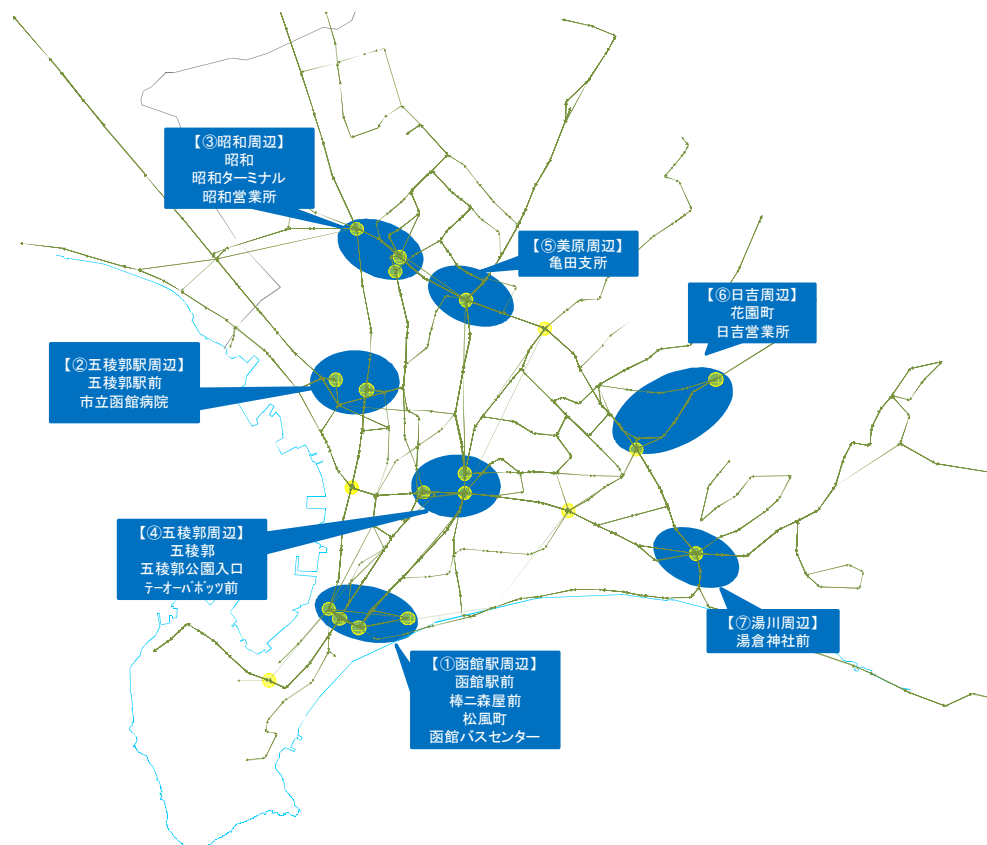 【③昭和周辺】
昭和
昭和ターミナル
昭和営業所
【⑤美原周辺】
亀田支所
【⑥日吉周辺】
花園町
日吉営業所
【②五稜郭駅周辺】
五稜郭駅前
市立函館病院
【④五稜郭周辺】
五稜郭
五稜郭公園入口
テーオーバボッツ前
【⑦湯川周辺】
湯倉神社前
【①函館駅周辺】
函館駅前
棒二森屋前
松風町
函館バスセンター